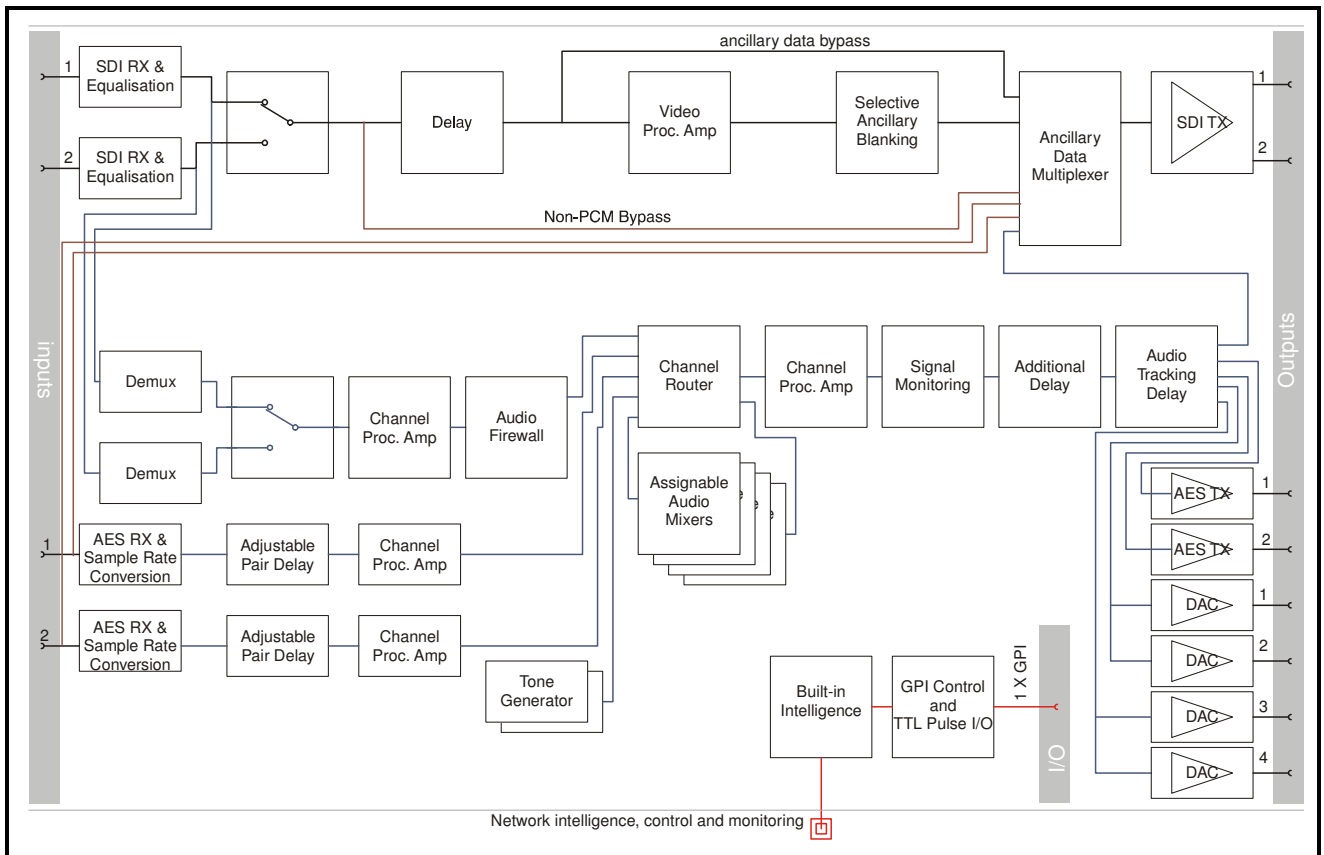 ancillary data bypass
1
SDI RX &
Equalisation
2
SDI RX &
Equalisation
Delay
Video
Proc. Amp
Selective
Ancillary
Blanking
Ancillary
Data
Multiplexer
SDI TX
1
2
Non-PCM Bypass
inputs
Outputs
Demux
Demux
Channel
Proc. Amp
Audio
Firewall
Channel
Router
Channel
Proc. Amp
Signal
Monitoring
Additional
Delay
Audio
Tracking
Delay
Assignable
Audio
Mixers
e
e
1
AES RX &
Sample Rate
Conversion
Adjustable
Pair Delay
Channel
Proc. Amp
2
AES RX &
Sample Rate
Conversion
Adjustable
Pair Delay
Channel
Proc. Amp
Tone
Generator
AES TX
1
AES TX
2
DAC
1
DAC
2
DAC
3
DAC
4
Built-in
Intelligence
GPI Control
and
TTL Pulse I/O
1 X GPI
I/O
Network intelligence, control and monitoring